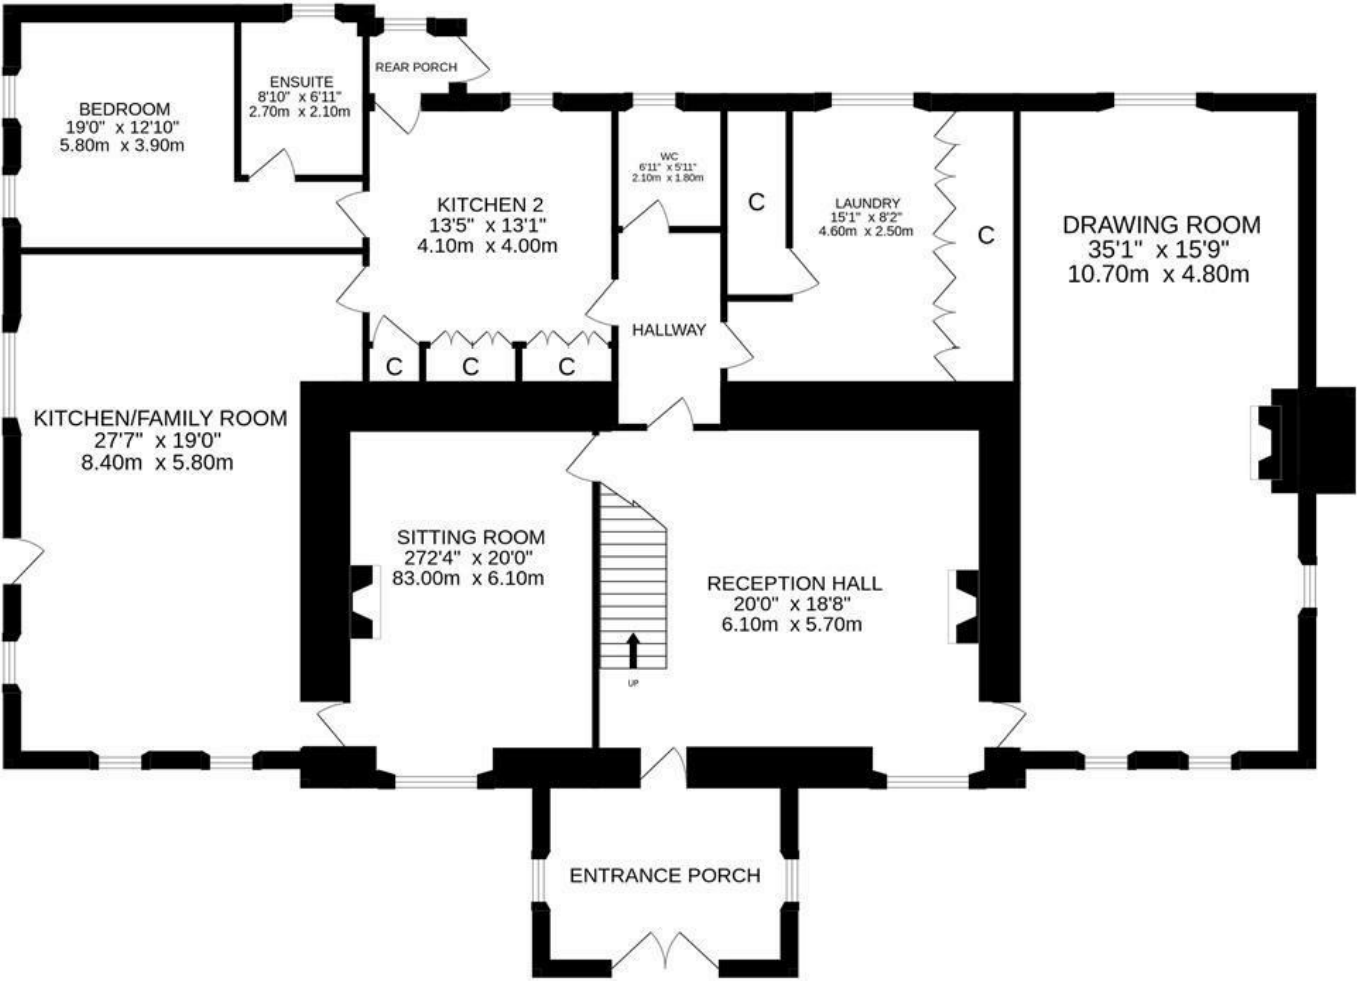 REAR PORCH
ENSUITE
8'10" x 6'11"
2.70m x 2.10m
BEDROOM
19'0" x 12'10"
5.80m x 3.90m
WC
6'11" x 5'11"
2.10m x 1.80m
KITCHEN 2
13'5" x 13'1"
4.10m x 4.00m
C
LAUNDRY
15'1" x 8'2"
4.60m x 2.50m
C
DRAWING ROOM
35'1" x 15'9"
10.70m x 4.80m
HALLWAY
C
C
C
KITCHEN/FAMILY ROOM
27'7" x 19'0"
8.40m x 5.80m
SITTING ROOM
272'4" x 20'0"
83.00m x 6.10m
RECEPTION HALL
20'0" x 18'8"
6.10m x 5.70m
UP
ENTRANCE PORCH